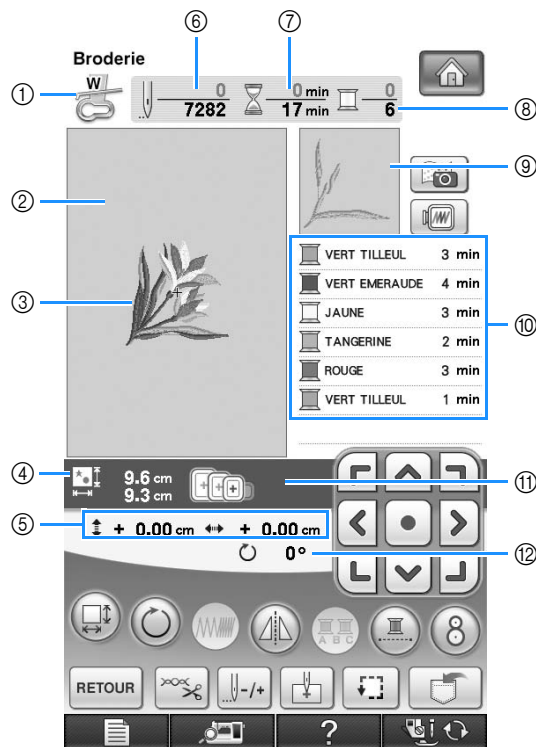 ⑥ ⑦
Broderie
① W 0 7282 0 min 17 min 0 6 ⑧
② ⑨
③
VERT TILLEUL 3 min
VERT EMERAUDE 4 min
JAUNE 3 min ⑩
TANGERINE 2 min
ROUGE 3 min
VERT TILLEUL 1 min
④ 9.6 cm ⑪
9.3 cm
⑤ + 0.00 cm + 0.00 cm
0° ⑫
A B C 8
RETOUR -/+
?